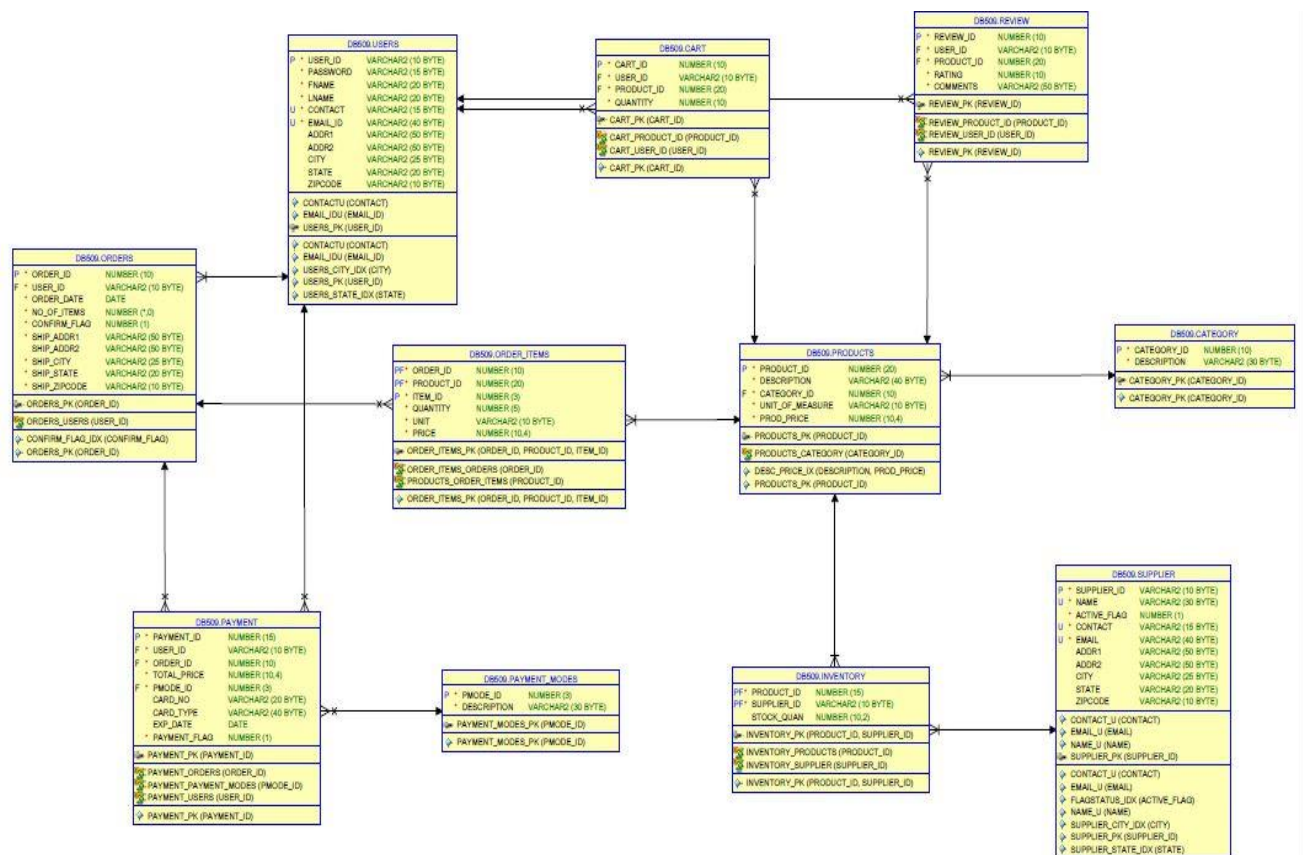 DB509.USERS
P * USER_ID VARCHAR2 (10 BYTE)
* PASSWORD VARCHAR2 (15 BYTE)
* FNAME VARCHAR2 (20 BYTE)
* LNAME VARCHAR2 (20 BYTE)
U * CONTACT VARCHAR2 (15 BYTE)
U * EMAIL_ID VARCHAR2 (40 BYTE)
ADDR1 VARCHAR2 (50 BYTE)
ADDR2 VARCHAR2 (50 BYTE)
CITY VARCHAR2 (25 BYTE)
STATE VARCHAR2 (20 BYTE)
ZIPCODE VARCHAR2 (10 BYTE)
CONTACTU (CONTACT)
EMAIL_IDU (EMAIL_ID)
USERS_PK (USER_ID)
CONTACTU (CONTACT)
EMAIL_IDU (EMAIL_ID)
USERS_CITY_IDX (CITY)
USERS_PK (USER_ID)
USERS_STATE_IDX (STATE)
DB509.CART
P * CART_ID NUMBER (10)
F * USER_ID VARCHAR2 (10 BYTE)
F * PRODUCT_ID NUMBER (20)
* QUANTITY NUMBER (10)
CART_PK (CART_ID)
CART_PRODUCT_ID (PRODUCT_ID)
CART_USER_ID (USER_ID)
CART_PK (CART_ID)
DB509.REVIEW
P * REVIEW_ID NUMBER (10)
F * USER_ID VARCHAR2 (10 BYTE)
F * PRODUCT_ID NUMBER (20)
* RATING NUMBER (10)
* COMMENTS VARCHAR2 (50 BYTE)
REVIEW_PK (REVIEW_ID)
REVIEW_PRODUCT_ID (PRODUCT_ID)
REVIEW_USER_ID (USER_ID)
REVIEW_PK (REVIEW_ID)
DB509.ORDERS
P * ORDER_ID NUMBER (10)
F * USER_ID VARCHAR2 (10 BYTE)
* ORDER_DATE DATE
* NO_OF_ITEMS NUMBER (*,0)
* CONFIRM_FLAG NUMBER (1)
* SHIP_ADDR1 VARCHAR2 (50 BYTE)
SHIP_ADDR2 VARCHAR2 (50 BYTE)
* SHIP_CITY VARCHAR2 (25 BYTE)
* SHIP_STATE VARCHAR2 (20 BYTE)
* SHIP_ZIPCODE VARCHAR2 (10 BYTE)
ORDERS_PK (ORDER_ID)
ORDERS_USERS (USER_ID)
CONFIRM_FLAG_IDX (CONFIRM_FLAG)
ORDERS_PK (ORDER_ID)
DB509.ORDER_ITEMS
PF* ORDER_ID NUMBER (10)
PF* PRODUCT_ID NUMBER (20)
P * ITEM_ID NUMBER (3)
* QUANTITY NUMBER (5)
* UNIT VARCHAR2 (10 BYTE)
* PRICE NUMBER (10,4)
ORDER_ITEMS_PK (ORDER_ID, PRODUCT_ID, ITEM_ID)
ORDER_ITEMS_ORDERS (ORDER_ID)
PRODUCTS_ORDER_ITEMS (PRODUCT_ID)
ORDER_ITEMS_PK (ORDER_ID, PRODUCT_ID, ITEM_ID)
DB509.PRODUCTS
P * PRODUCT_ID NUMBER (20)
* DESCRIPTION VARCHAR2 (40 BYTE)
F * CATEGORY_ID NUMBER (10)
* UNIT_OF_MEASURE VARCHAR2 (10 BYTE)
* PROD_PRICE NUMBER (10,4)
PRODUCTS_PK (PRODUCT_ID)
PRODUCTS_CATEGORY (CATEGORY_ID)
DESC_PRICE_IX (DESCRIPTION, PROD_PRICE)
PRODUCTS_PK (PRODUCT_ID)
DB509.CATEGORY
P * CATEGORY_ID NUMBER (10)
* DESCRIPTION VARCHAR2 (30 BYTE)
CATEGORY_PK (CATEGORY_ID)
CATEGORY_PK (CATEGORY_ID)
DB509.PAYMENT
P * PAYMENT_ID NUMBER (15)
F * USER_ID VARCHAR2 (10 BYTE)
F * ORDER_ID NUMBER (10)
* TOTAL_PRICE NUMBER (10,4)
F * PMODE_ID NUMBER (3)
CARD_NO VARCHAR2 (20 BYTE)
CARD_TYPE VARCHAR2 (40 BYTE)
EXP_DATE DATE
* PAYMENT_FLAG NUMBER (1)
PAYMENT_PK (PAYMENT_ID)
PAYMENT_ORDERS (ORDER_ID)
PAYMENT_PAYMENT_MODES (PMODE_ID)
PAYMENT_USERS (USER_ID)
PAYMENT_PK (PAYMENT_ID)
DB509.PAYMENT_MODES
P * PMODE_ID NUMBER (3)
* DESCRIPTION VARCHAR2 (30 BYTE)
PAYMENT_MODES_PK (PMODE_ID)
PAYMENT_MODES_PK (PMODE_ID)
DB509.INVENTORY
PF* PRODUCT_ID NUMBER (15)
PF* SUPPLIER_ID VARCHAR2 (10 BYTE)
STOCK_QUAN NUMBER (10,2)
INVENTORY_PK (PRODUCT_ID, SUPPLIER_ID)
INVENTORY_PRODUCTS (PRODUCT_ID)
INVENTORY_SUPPLIER (SUPPLIER_ID)
INVENTORY_PK (PRODUCT_ID, SUPPLIER_ID)
DB509.SUPPLIER
P * SUPPLIER_ID VARCHAR2 (10 BYTE)
U * NAME VARCHAR2 (30 BYTE)
* ACTIVE_FLAG NUMBER (1)
U * CONTACT VARCHAR2 (15 BYTE)
U * EMAIL VARCHAR2 (40 BYTE)
ADDR1 VARCHAR2 (50 BYTE)
ADDR2 VARCHAR2 (50 BYTE)
CITY VARCHAR2 (25 BYTE)
STATE VARCHAR2 (20 BYTE)
ZIPCODE VARCHAR2 (10 BYTE)
CONTACT_U (CONTACT)
EMAIL_U (EMAIL)
NAME_U (NAME)
SUPPLIER_PK (SUPPLIER_ID)
CONTACT_U (CONTACT)
EMAIL_U (EMAIL)
FLAGSTATUS_IDX (ACTIVE_FLAG)
NAME_U (NAME)
SUPPLIER_CITY_IDX (CITY)
SUPPLIER_PK (SUPPLIER_ID)
SUPPLIER_STATE_IDX (STATE)